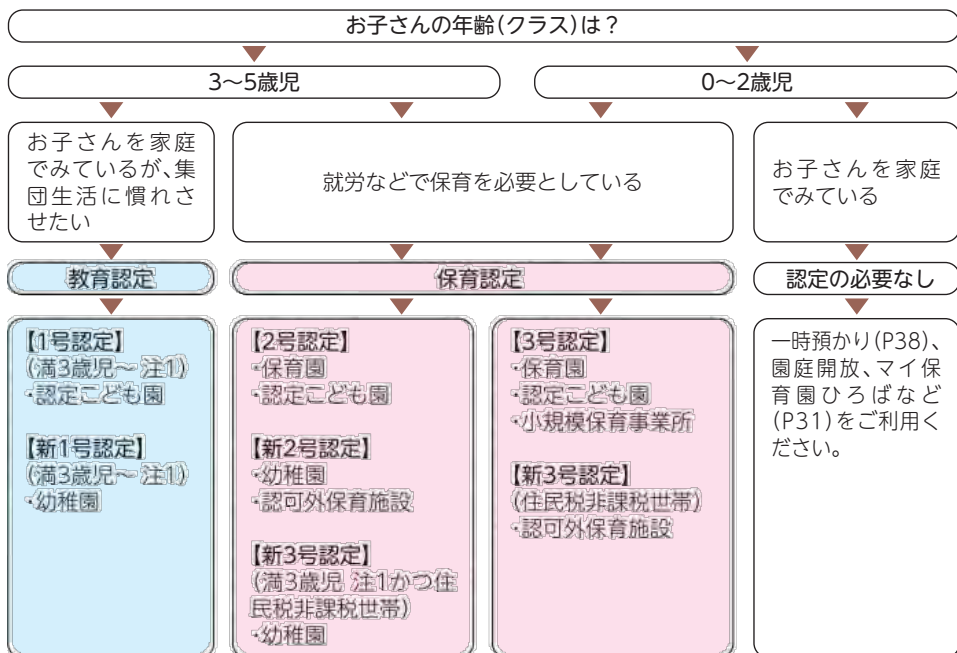 お子さんの年齢(クラス)は？
3～5歳児
0～2歳児
お子さんを家庭
でみているが、集
団生活に慣れさ
せたい
就労などで保育を必要としている
お子さんを家庭
でみている
教育認定
保育認定
認定の必要なし
【1号認定】
(満3歳児～ 注1)
・認定こども園
【新1号認定】
(満3歳児～ 注1)
・幼稚園
【2号認定】
・保育園
・認定こども園
【新2号認定】
・幼稚園
・認可外保育施設
【新3号認定】
(満3歳児 注1かつ住
民税非課税世帯)
・幼稚園
【3号認定】
・保育園
・認定こども園
・小規模保育事業所
【新3号認定】
(住民税非課税世帯)
・認可外保育施設
一時預かり(P38)、
園庭開放、マイ保
育園ひろばなど
(P31)をご利用く
ださい。